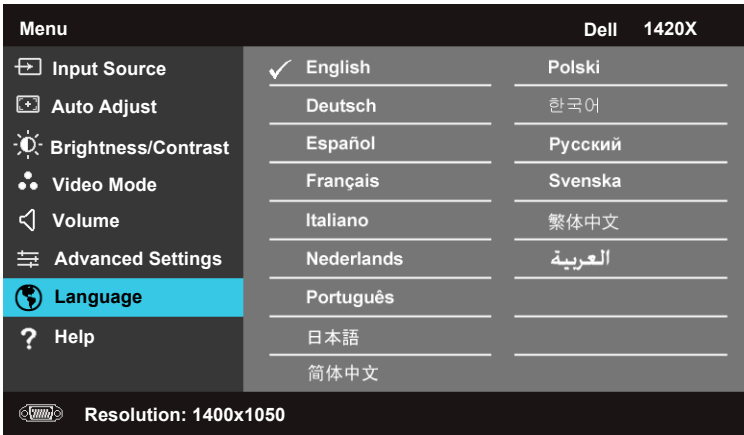 Menu
Dell 1420X
Input Source
Auto Adjust
Brightness/Contrast
Video Mode
Volume
Advanced Settings
Language
Help
English
Deutsch
Español
Français
Italiano
Nederlands
Português
日本語
简体中文
Polski
한국어
Русский
Svenska
繁体中文
العربية
Resolution: 1400x1050